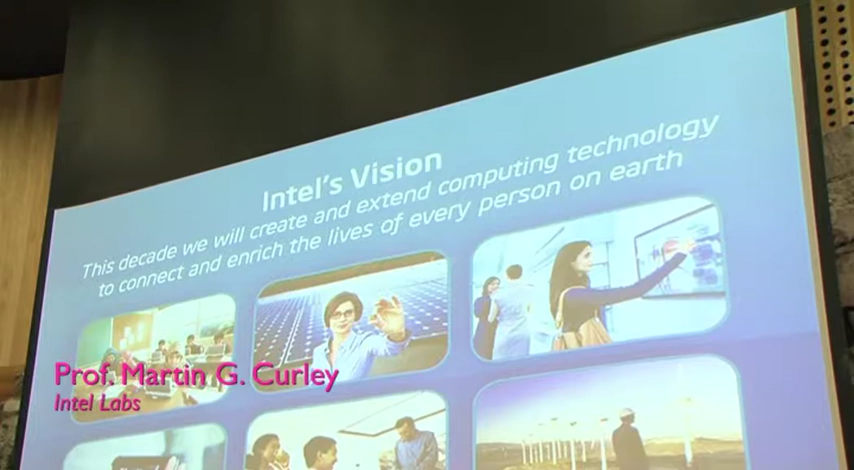 Intel's Vision
This decade we will create and extend computing technology
to connect and enrich the lives of every person on earth
Prof. Martin G. Curley
Intel Labs